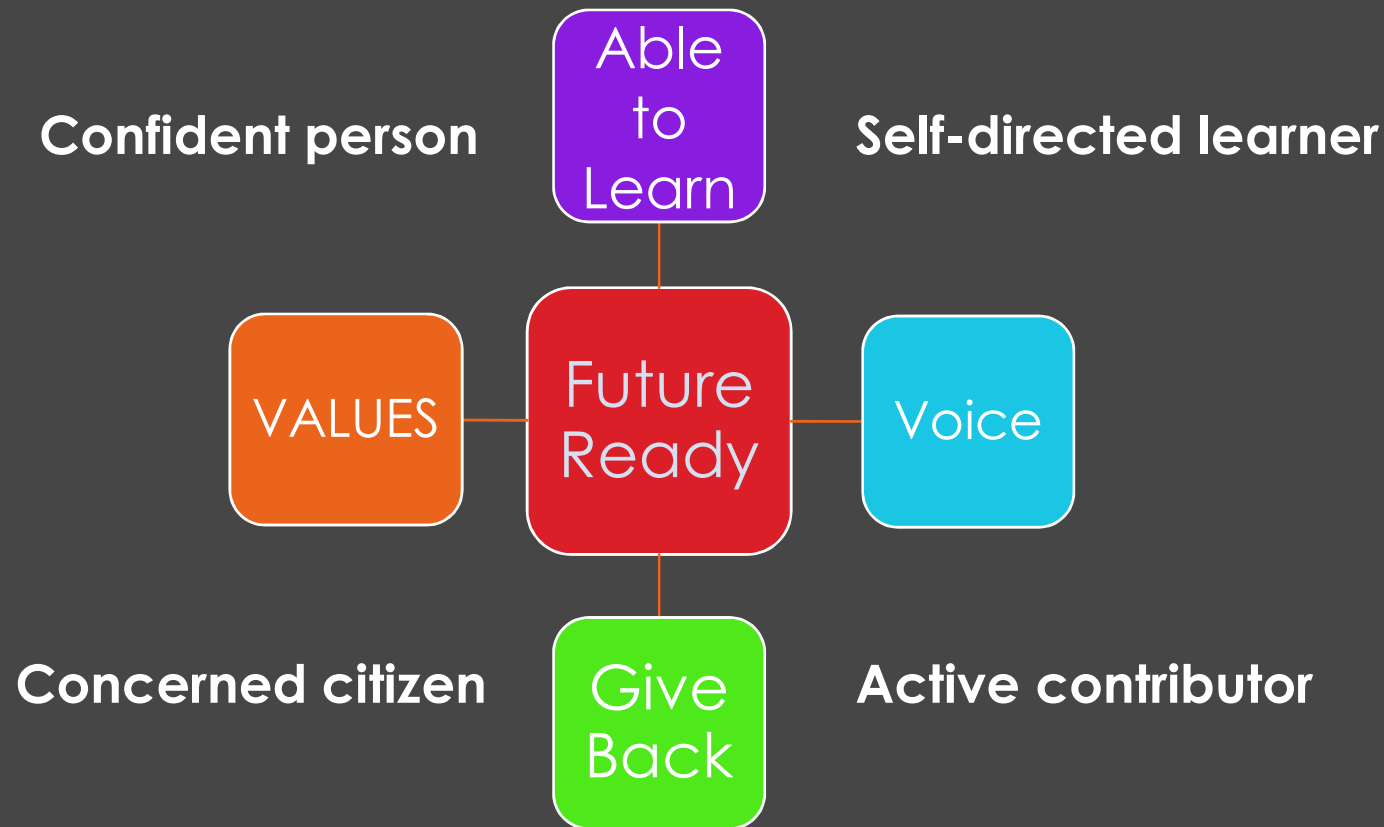 Able
to
Learn
Confident person
Self-directed learner
VALUES
Future
Ready
Voice
Concerned citizen
Give
Back
Active contributor